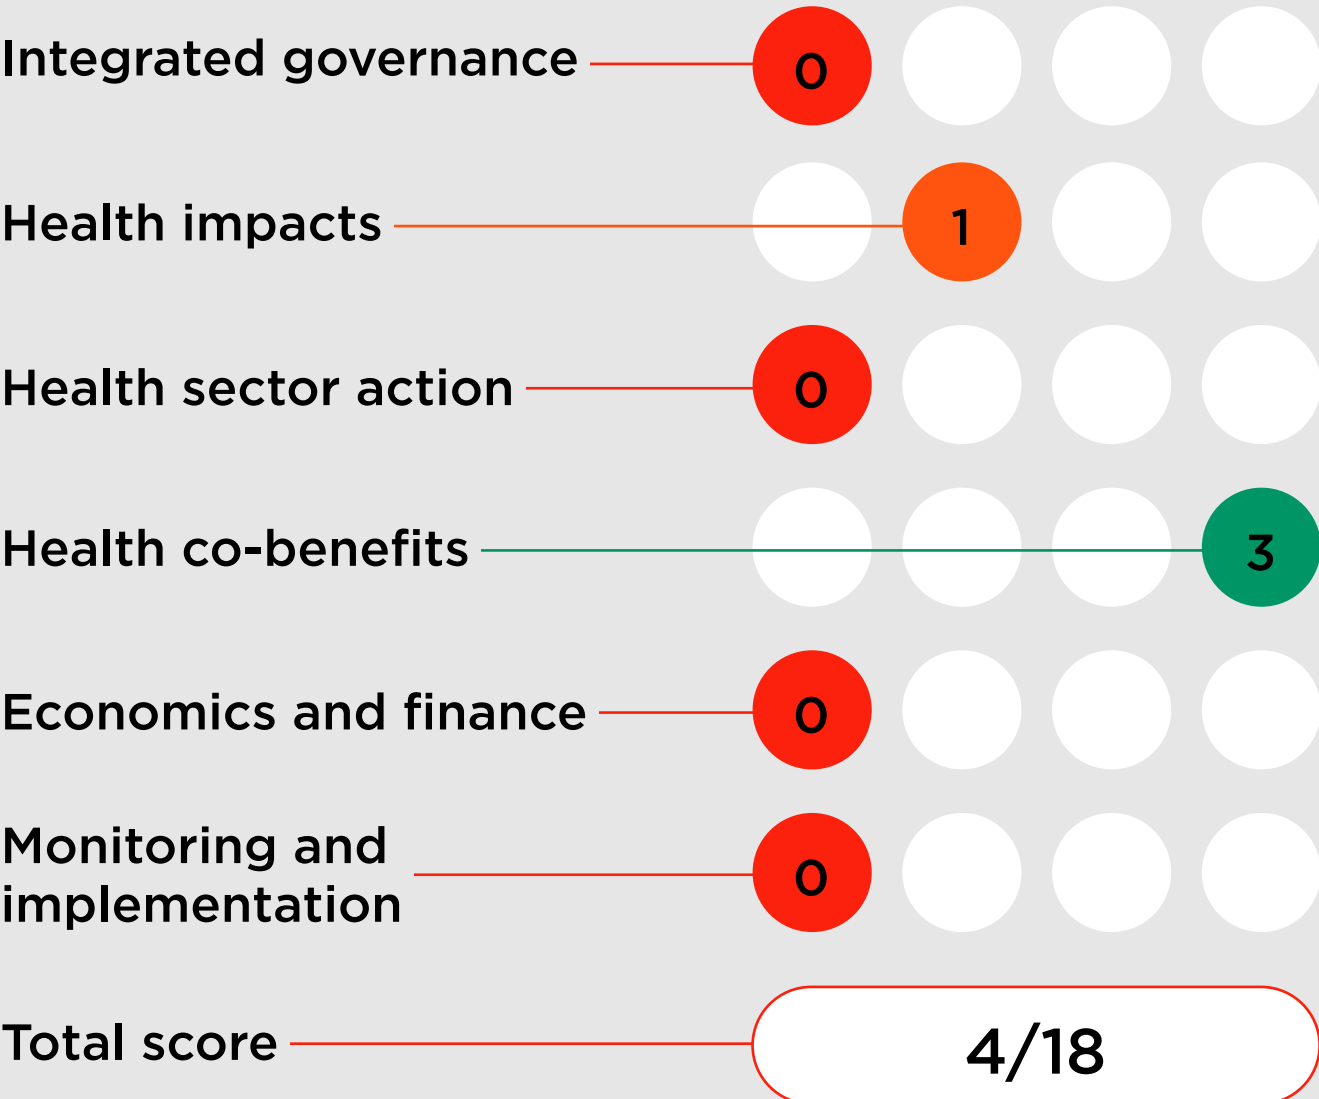 Integrated governance 0
Health impacts 1
Health sector action 0
Health co-benefits 3
Economics and finance 0
Monitoring and
implementation 0
Total score 4/18